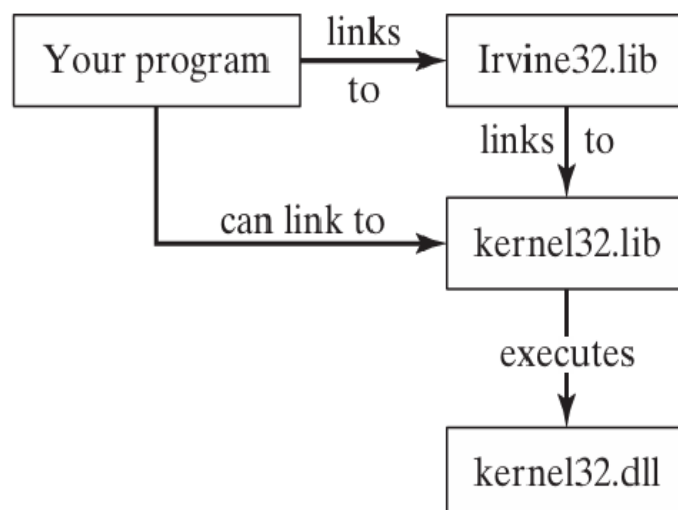 Your program
links
to
Irvine32.lib
links to
can link to
kernel32.lib
executes
kernel32.dll